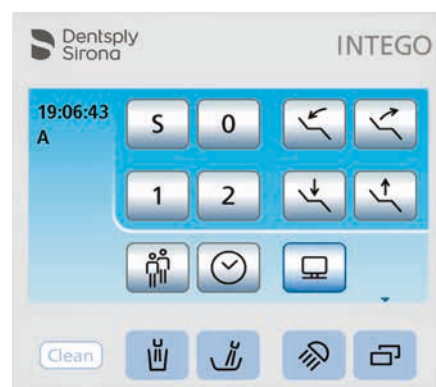 Dentsply
Sirona
INTEGO
19:06:43
A
S
0
1
2
Clean